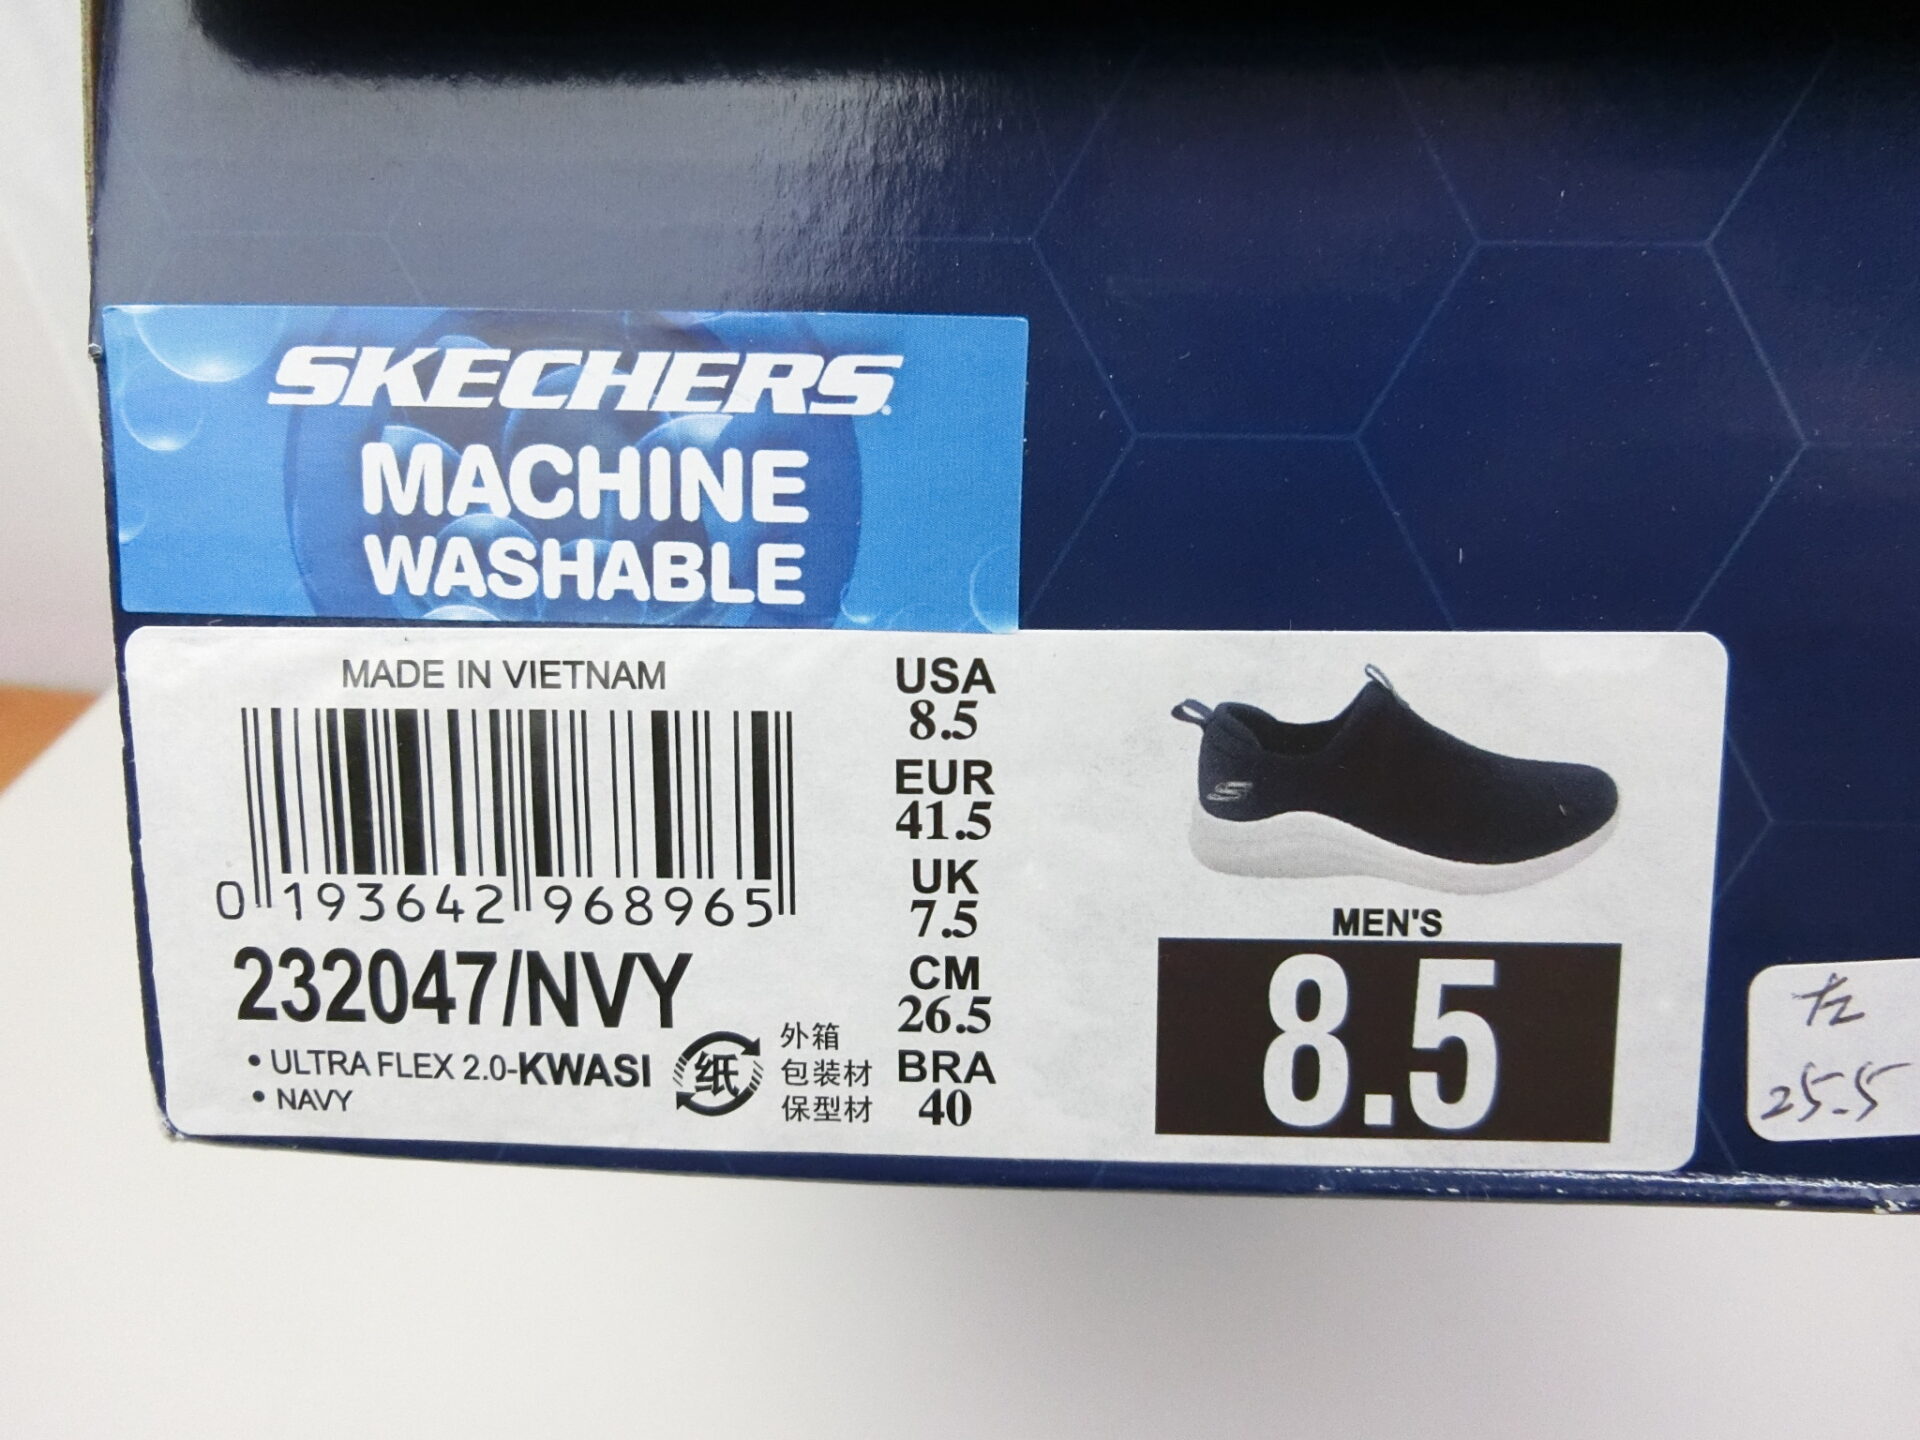 SKECHERS
MACHINE
WASHABLE
MADE IN VIETNAM
0 193642 968965
232047/NVY
• ULTRA FLEX 2.0-KWASI
• NAVY
纸
外箱
包装材
保型材
USA
8.5
EUR
41.5
UK
7.5
CM
26.5
BRA
40
MEN'S
8.5
左
25.5